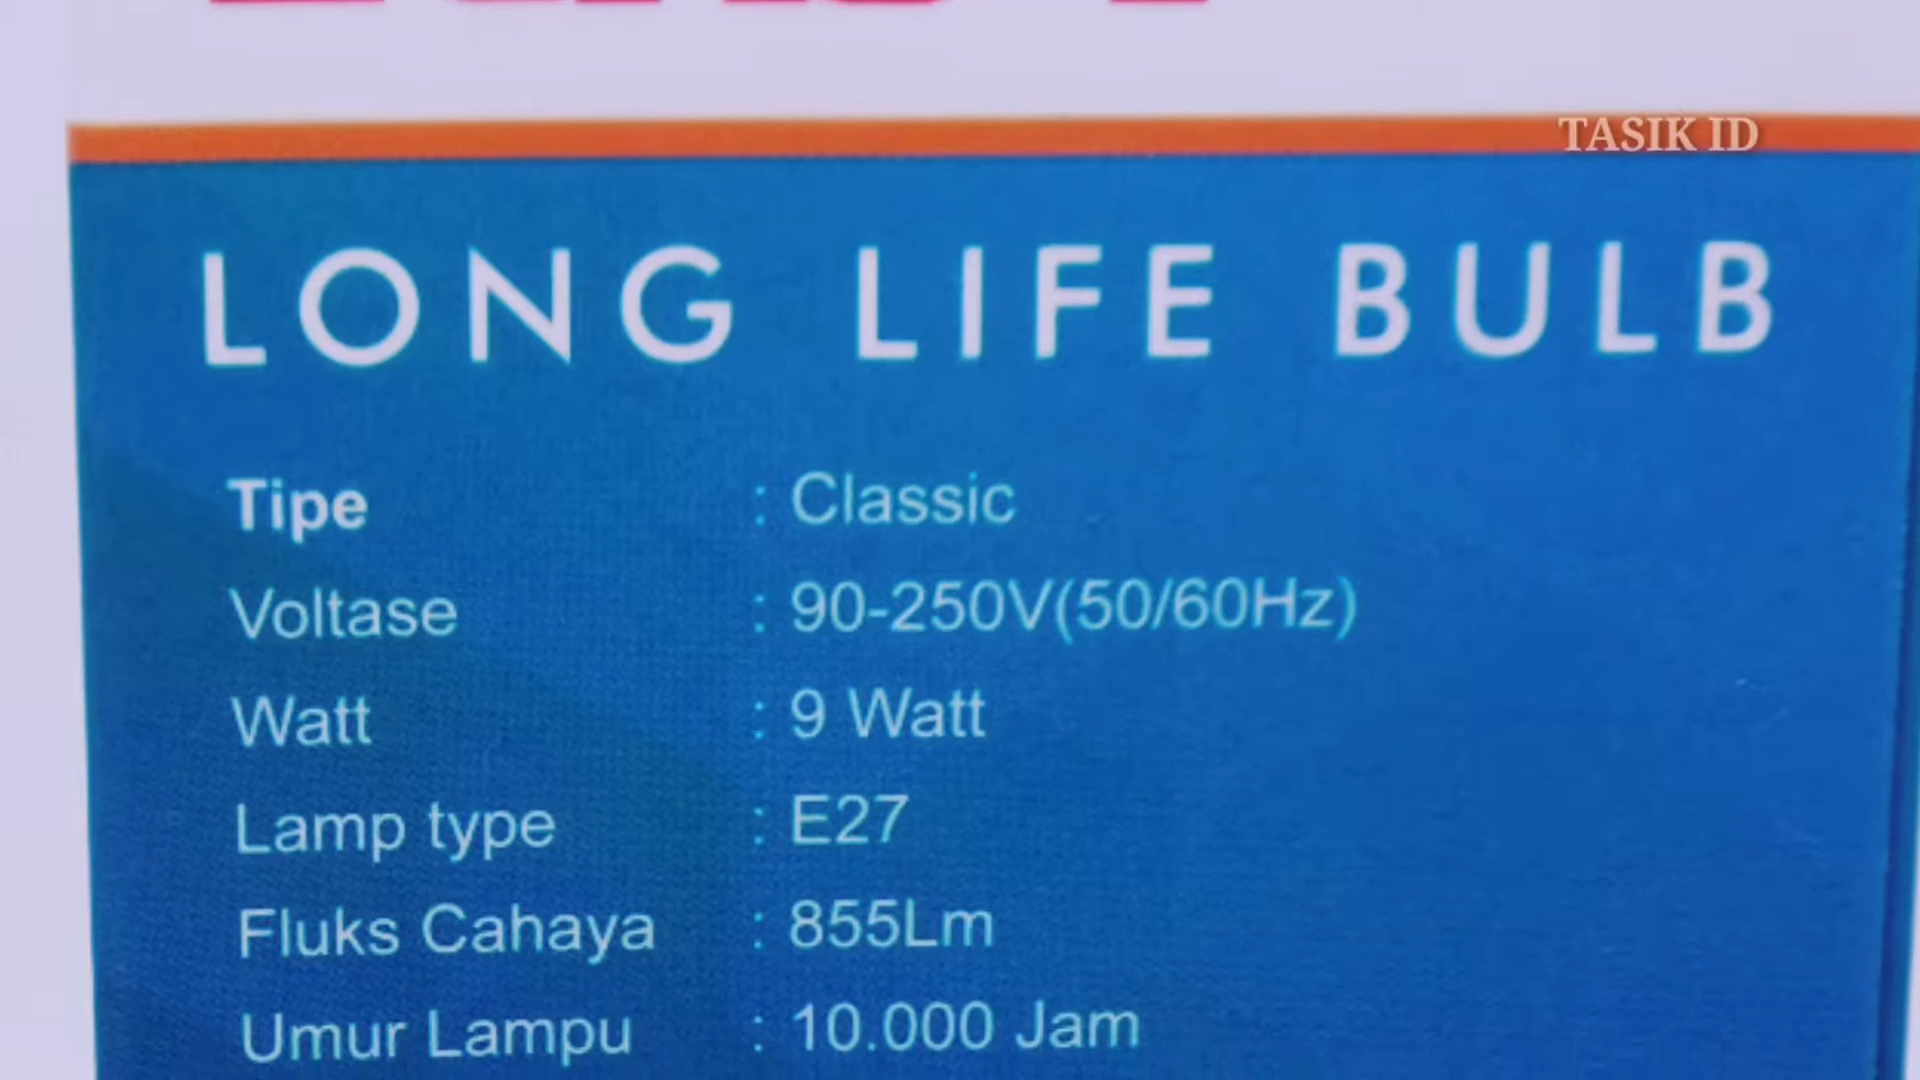 TASIK ID
LONG LIFE BULB
Tipe : Classic
Voltase : 90-250V(50/60Hz)
Watt : 9 Watt
Lamp type : E27
Fluks Cahaya : 855Lm
Umur Lampu : 10.000 Jam